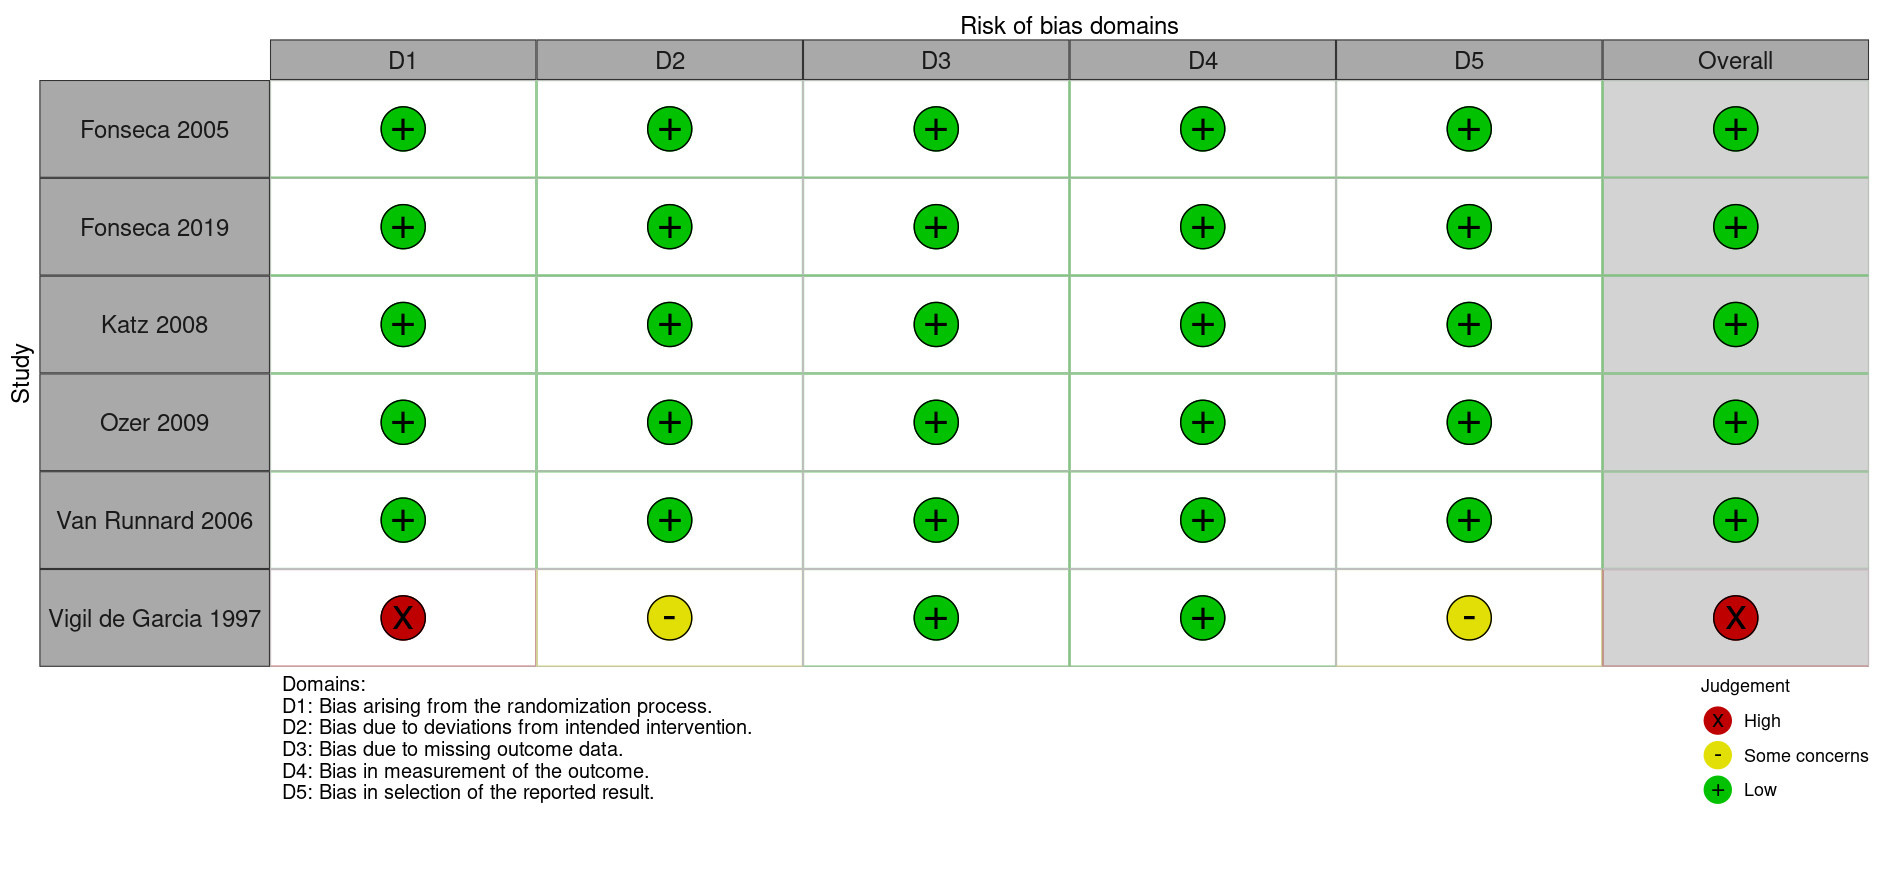 Risk of bias domains
D1 D2 D3 D4 D5 Overall
Study
Fonseca 2005 + + + + + +
Fonseca 2019 + + + + + +
Katz 2008 + + + + + +
Ozer 2009 + + + + + +
Van Runnard 2006 + + + + + +
Vigil de Garcia 1997 X - + + - X
Domains:
D1: Bias arising from the randomization process.
D2: Bias due to deviations from intended intervention.
D3: Bias due to missing outcome data.
D4: Bias in measurement of the outcome.
D5: Bias in selection of the reported result.
Judgement
X High
- Some concerns
+ Low